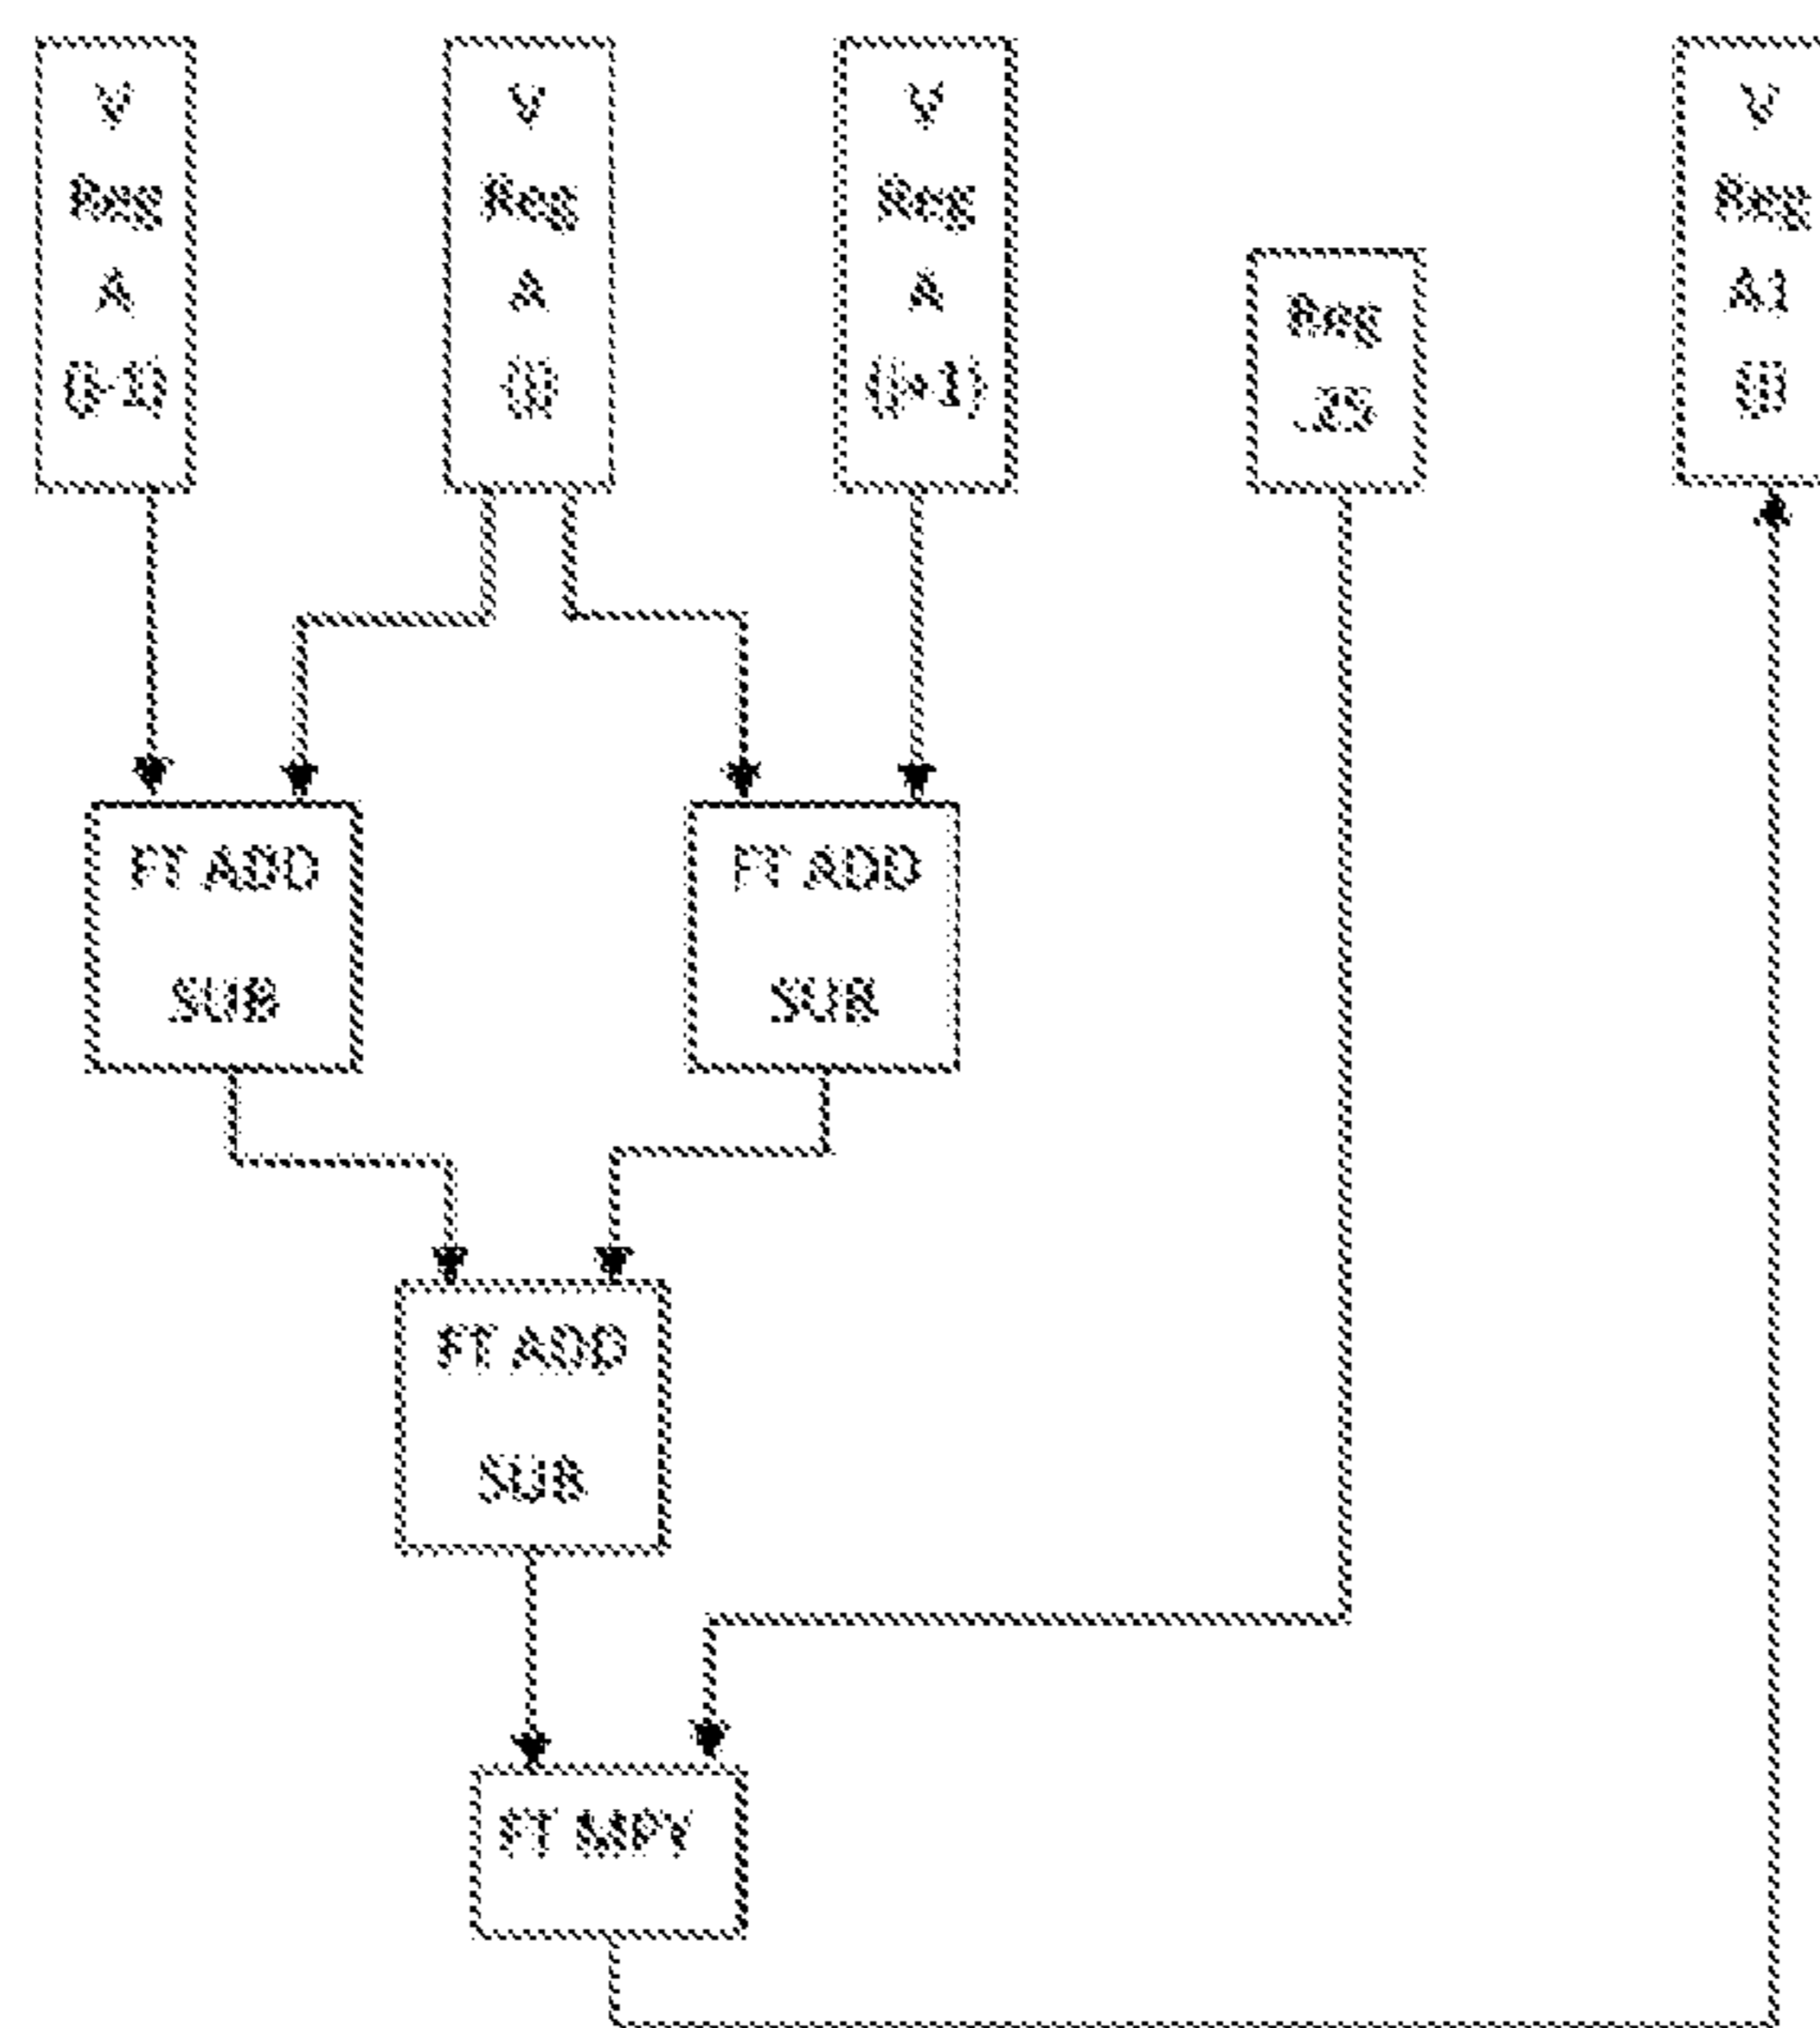 V
Reg
A
(i-1)
V
Reg
A
(i)
V
Reg
A
(i+1)
Reg
.25
V
Reg
A1
(i)
FT ADD
SUB
FT ADD
SUB
FT ADD
SUB
FT MPY